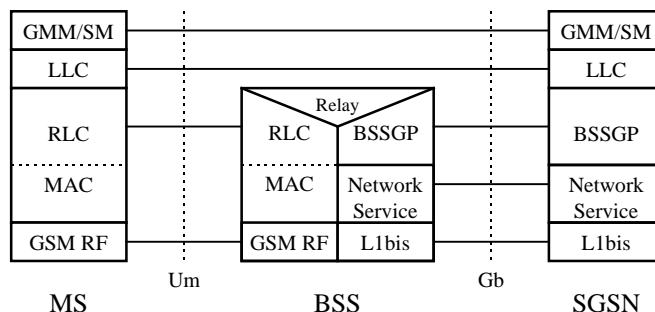 GMM/SM
LLC
RLC
MAC
GSM RF
MS
Um
Relay
RLC
BSSGP
MAC
Network
Service
GSM RF
L1bis
BSS
Gb
GMM/SM
LLC
BSSGP
Network
Service
L1bis
SGSN